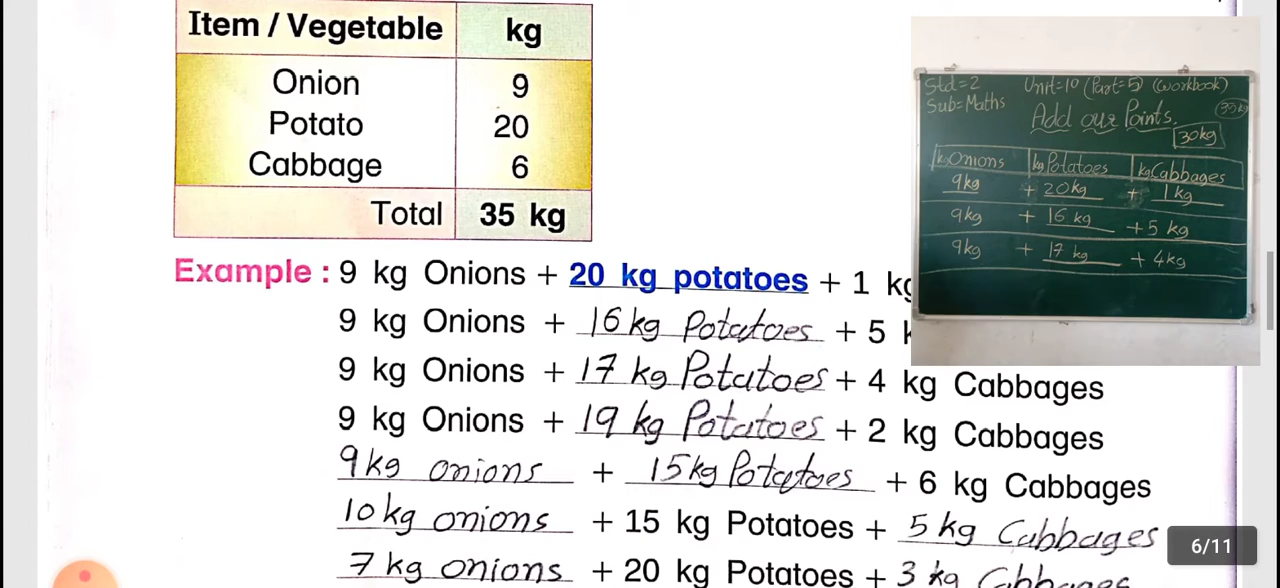 Item / Vegetable kg
Onion 9
Potato 20
Cabbage 6
Total 35 kg
Example : 9 kg Onions + 20 kg potatoes + 1 kg
9 kg Onions + 16 kg Potatoes + 5 k
9 kg Onions + 17 kg Potatoes + 4 kg Cabbages
9 kg Onions + 19 kg Potatoes + 2 kg Cabbages
9kg onions + 15 kg Potatoes + 6 kg Cabbages
10 kg onions + 15 kg Potatoes + 5 kg Cabbages
7 kg onions + 20 kg Potatoes + 3 kg Cabbages
Std=2 Unit=10 (Part=5) (workbook)
Sub=Maths Add our Points. 35 kg
30kg
kg Onions kg Potatoes kg Cabbages
9kg + 20kg + 1kg
9kg + 16 kg + 5 kg
9kg + 17 kg + 4kg
6/11